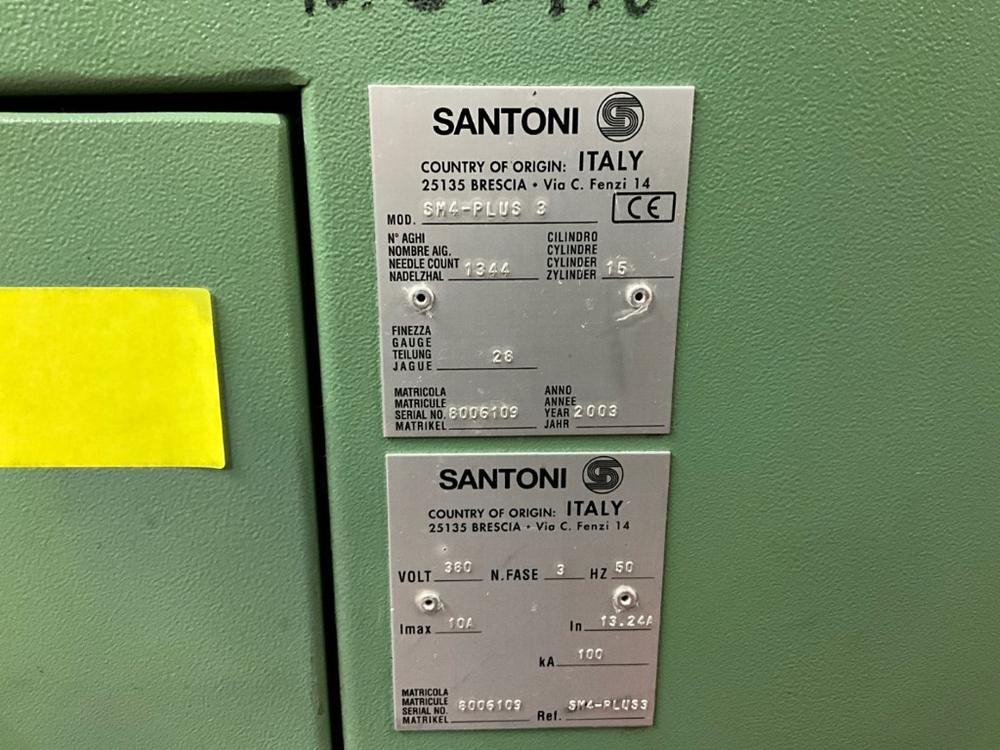 SANTONI
COUNTRY OF ORIGIN: ITALY
25135 BRESCIA • Via C. Fenzi 14
MOD. SM4-PLUS 3 CE
N° AGHI
NOMBRE AIG.
NEEDLE COUNT
NADELZHAL 1344
CILINDRO
CYLINDRE
CYLINDER
ZYLINDER 15
FINEZZA
GAUGE
TEILUNG
JAGUE 28
MATRICOLA
MATRICULE
SERIAL NO. 6006109
MATRIKEL
ANNO
ANNEE
YEAR 2003
JAHR
SANTONI
COUNTRY OF ORIGIN: ITALY
25135 BRESCIA • Via C. Fenzi 14
VOLT 380 N.FASE 3 HZ 50
Imax 10A In 13.24A
kA 100
MATRICOLA
MATRICULE
SERIAL NO. 6006109
MATRIKEL
Ref. SM4-PLUS3